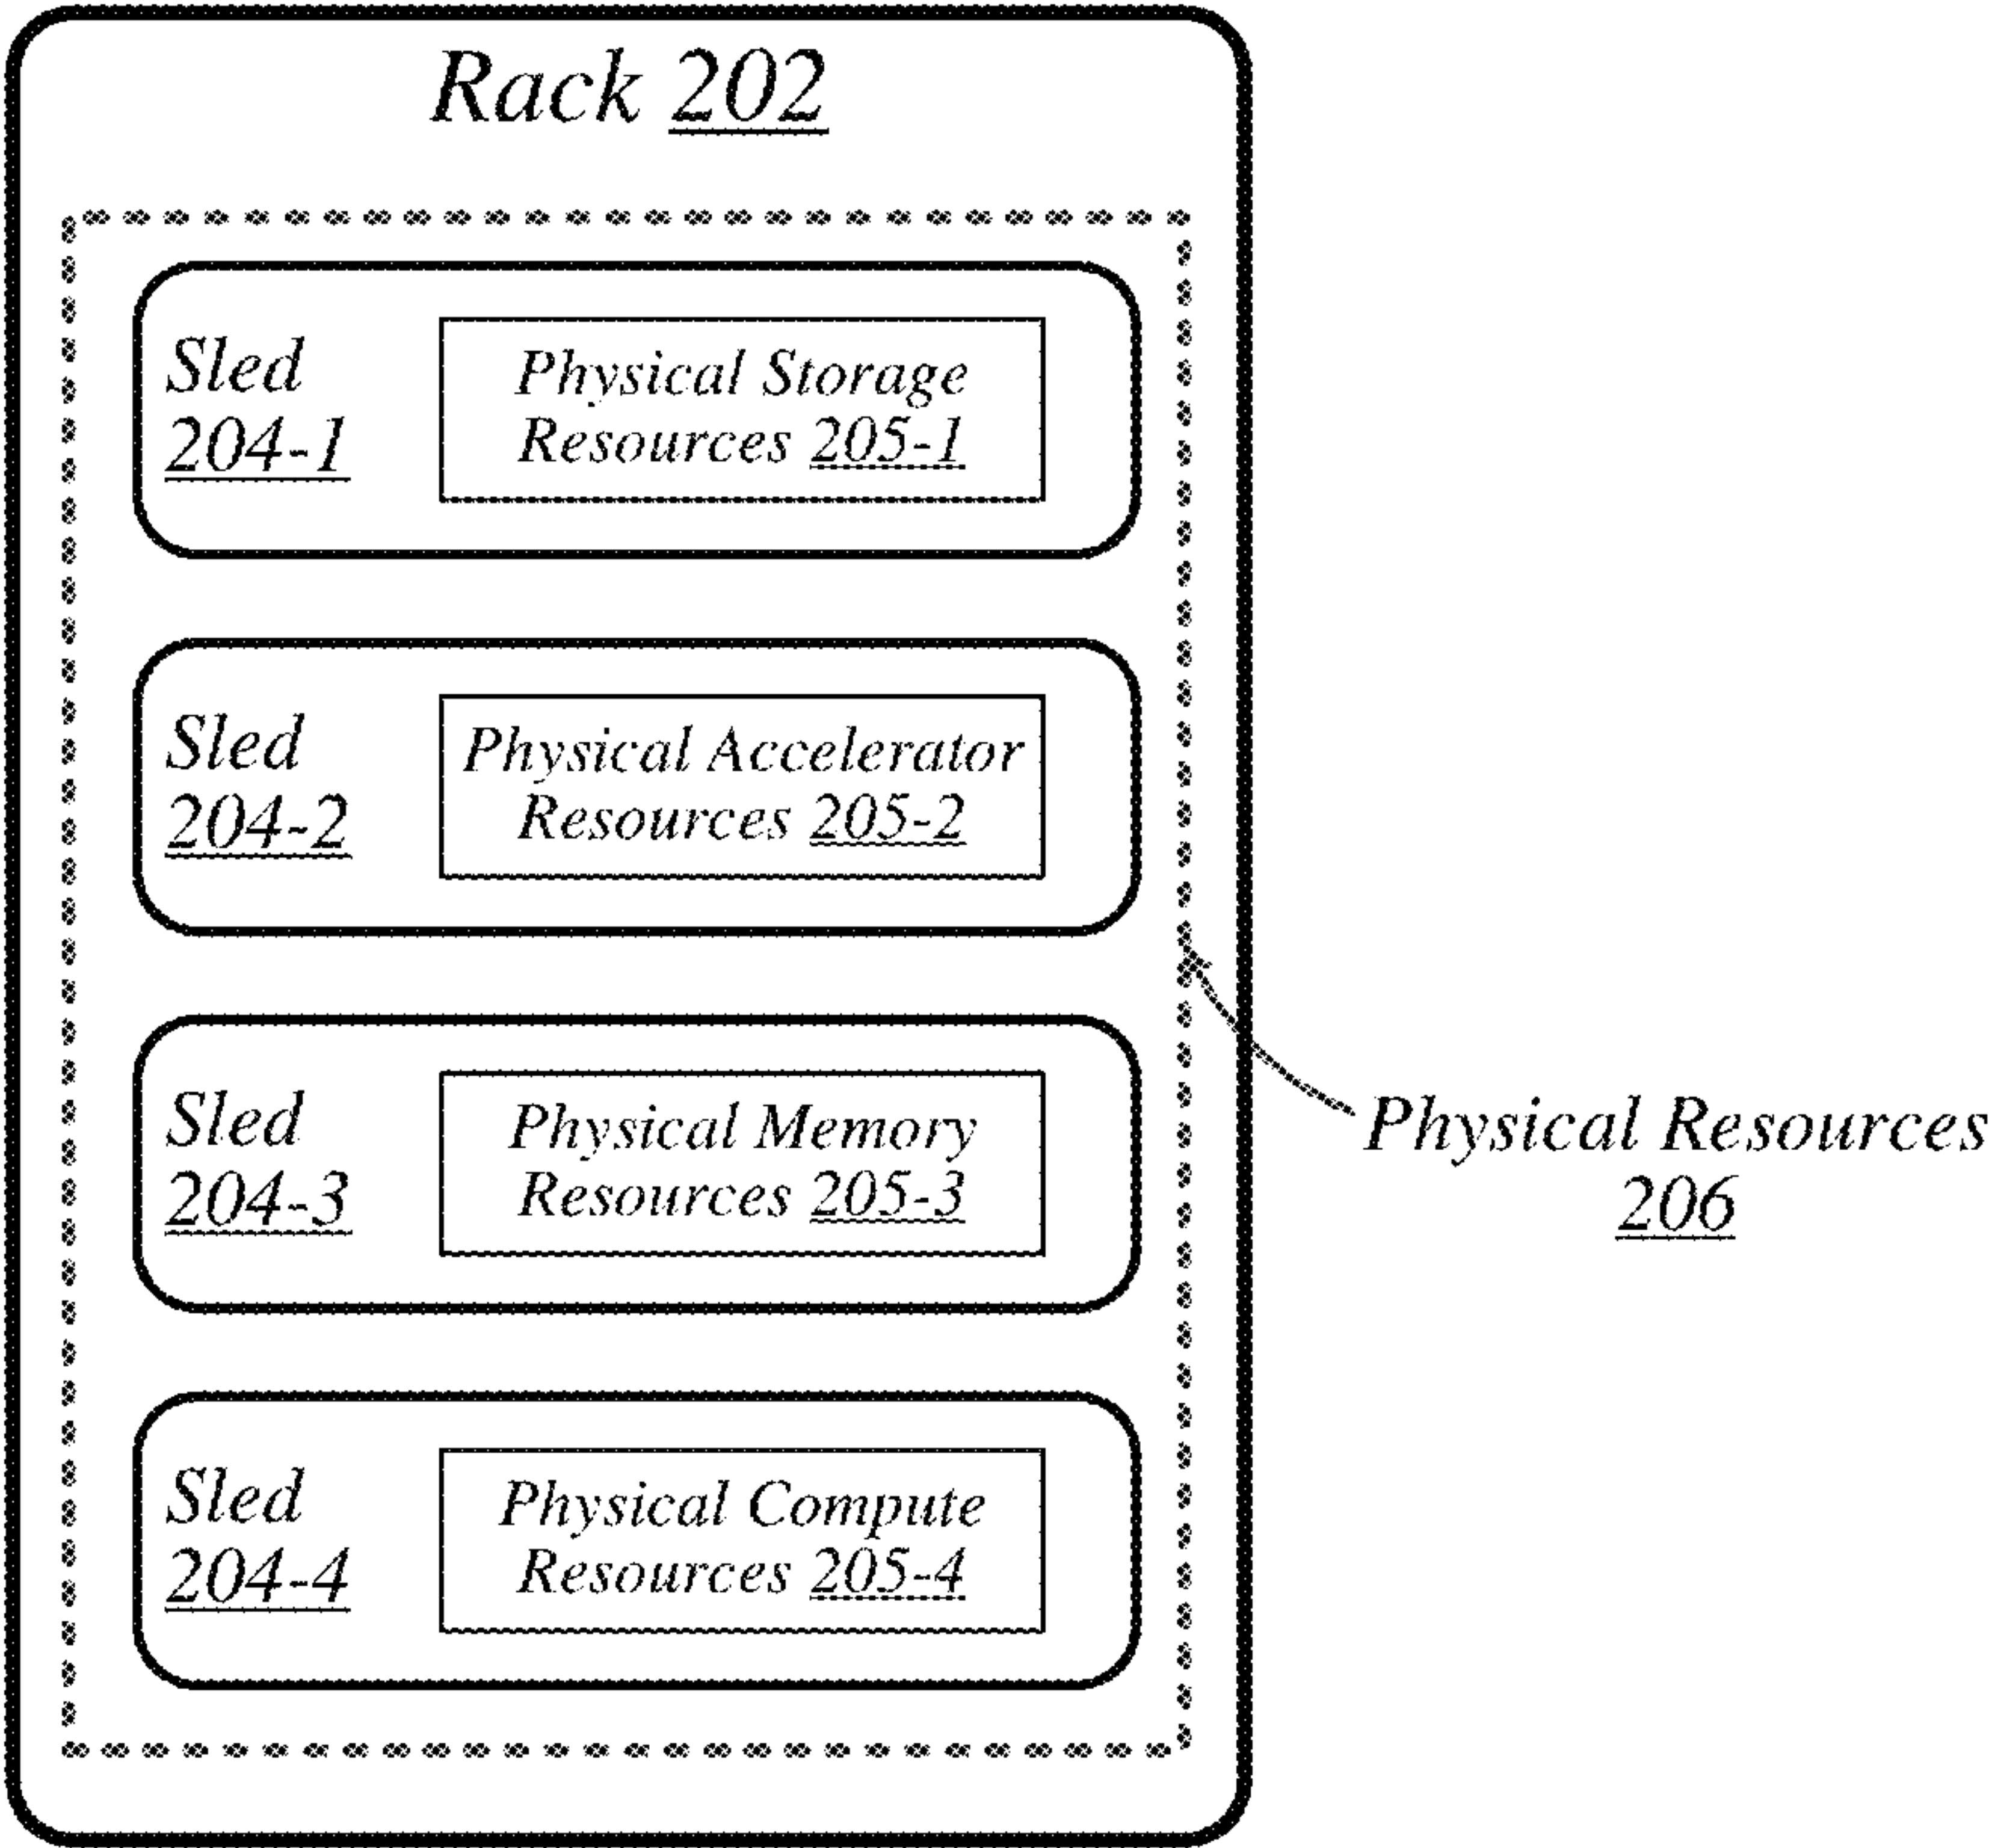 Rack 202
Sled
204-1
Physical Storage
Resources 205-1
Sled
204-2
Physical Accelerator
Resources 205-2
Sled
204-3
Physical Memory
Resources 205-3
Sled
204-4
Physical Compute
Resources 205-4
Physical Resources
206